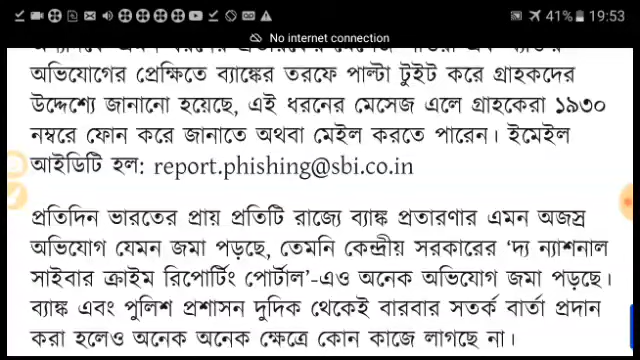 41% 19:53
No internet connection
অভিযোগের প্রেক্ষিতে ব্যাঙ্কের তরফে পাল্টা টুইট করে গ্রাহকদের
উদ্দেশ্যে জানানো হয়েছে, এই ধরনের মেসেজ এলে গ্রাহকেরা ১৯৩০
নম্বরে ফোন করে জানাতে অথবা মেইল করতে পারেন। ইমেইল
আইডিটি হল: report.phishing@sbi.co.in
প্রতিদিন ভারতের প্রায় প্রতিটি রাজ্যে ব্যাঙ্ক প্রতারণার এমন অজস্র
অভিযোগ যেমন জমা পড়ছে, তেমনি কেন্দ্রীয় সরকারের ‘দ্য ন্যাশনাল
সাইবার ক্রাইম রিপোর্টিং পোর্টাল’-এও অনেক অভিযোগ জমা পড়ছে।
ব্যাঙ্ক এবং পুলিশ প্রশাসন দুদিক থেকেই বারবার সতর্ক বার্তা প্রদান
করা হলেও অনেক অনেক ক্ষেত্রে কোন কাজে লাগছে না।